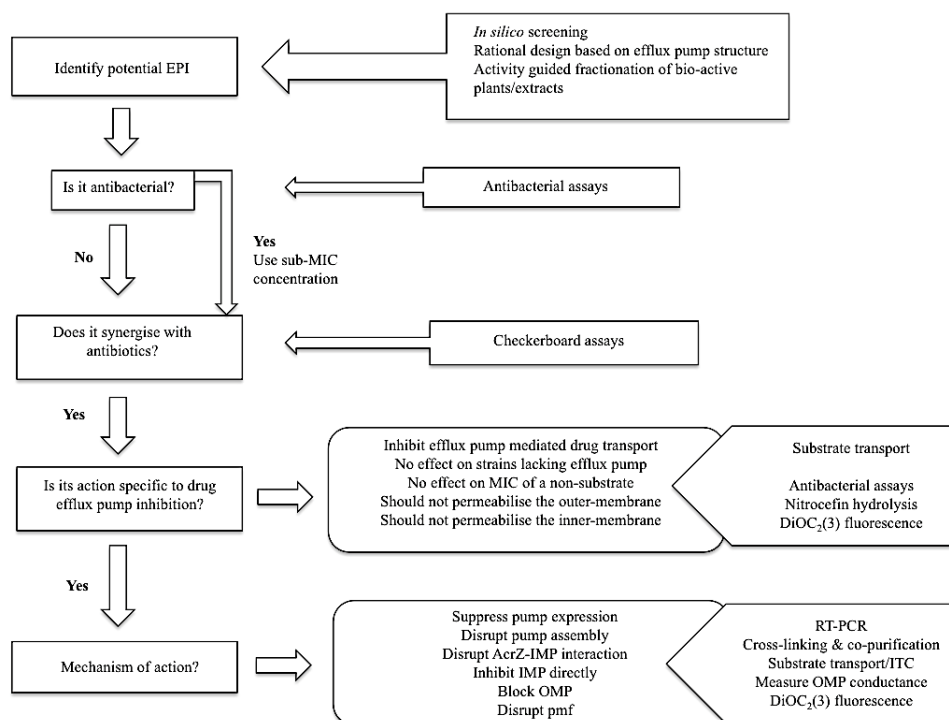 In silico screening
Rational design based on efflux pump structure
Activity guided fractionation of bio-active
plants/extracts
Identify potential EPI
Is it antibacterial?
Antibacterial assays
Yes
Use sub-MIC
concentration
No
Does it synergise with
antibiotics?
Checkerboard assays
Yes
Is its action specific to drug
efflux pump inhibition?
Inhibit efflux pump mediated drug transport
No effect on strains lacking efflux pump
No effect on MIC of a non-substrate
Should not permeabilise the outer-membrane
Should not permeabilise the inner-membrane
Substrate transport
Antibacterial assays
Nitrocefin hydrolysis
DiOC₂(3) fluorescence
Yes
Mechanism of action?
Suppress pump expression
Disrupt pump assembly
Disrupt AcrZ-IMP interaction
Inhibit IMP directly
Block OMP
Disrupt pmf
RT-PCR
Cross-linking & co-purification
Substrate transport/ITC
Measure OMP conductance
DiOC₂(3) fluorescence